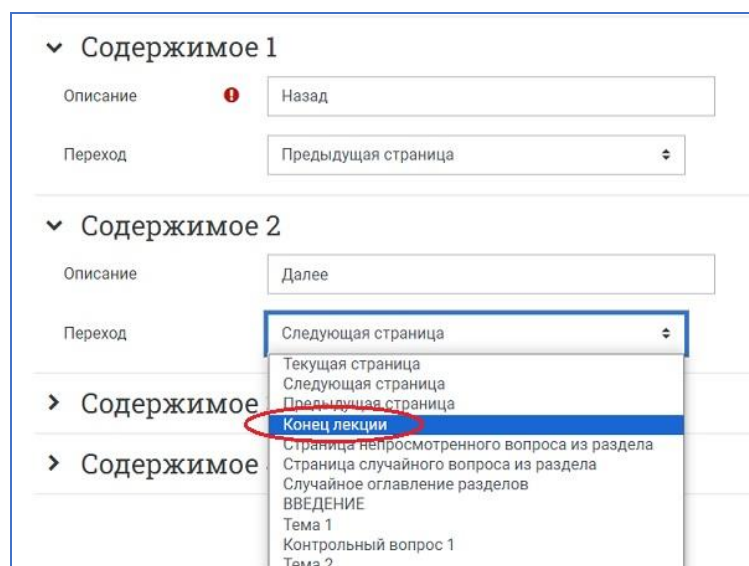 Содержимое 1
Описание Назад
Переход Предыдущая страница
Содержимое 2
Описание Далее
Переход Следующая страница
Текущая страница
Следующая страница
Содержимое Предыдущая страница
Конец лекции
Страница непросмотренного вопроса из раздела
Содержимое Страница случайного вопроса из раздела
Случайное оглавление разделов
ВВЕДЕНИЕ
Тема 1
Контрольный вопрос 1
Тема 2